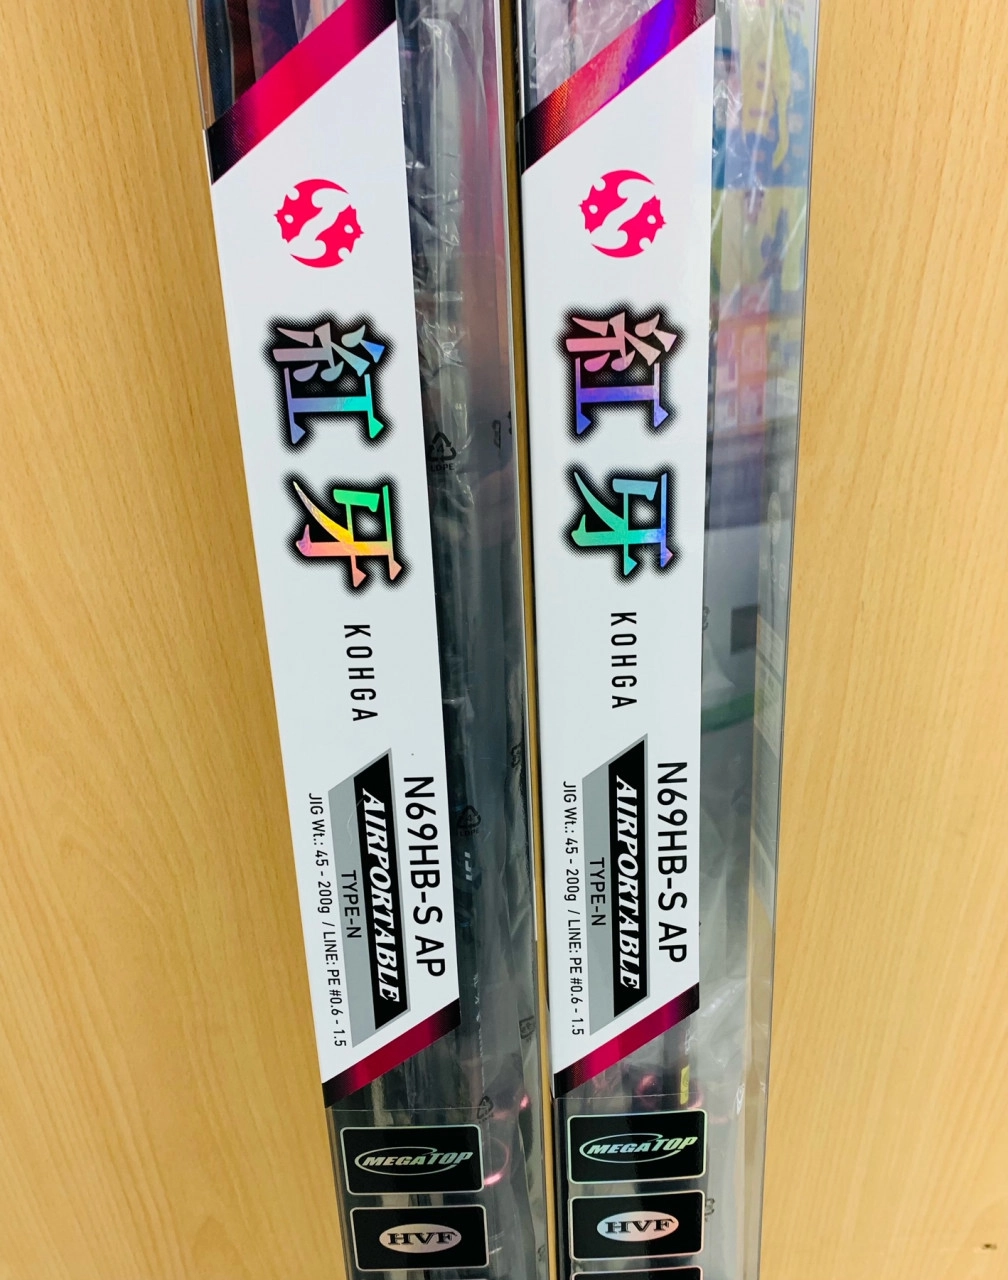 紅牙
KOHGA
N69HB-S AP
AIRPORTABLE
TYPE-N
JIG Wt.: 45 - 200g / LINE: PE #0.6 - 1.5
MEGATOP
HVF
紅牙
KOHGA
N69HB-S AP
AIRPORTABLE
TYPE-N
JIG Wt.: 45 - 200g / LINE: PE #0.6 - 1.5
MEGATOP
HVF
LDPE